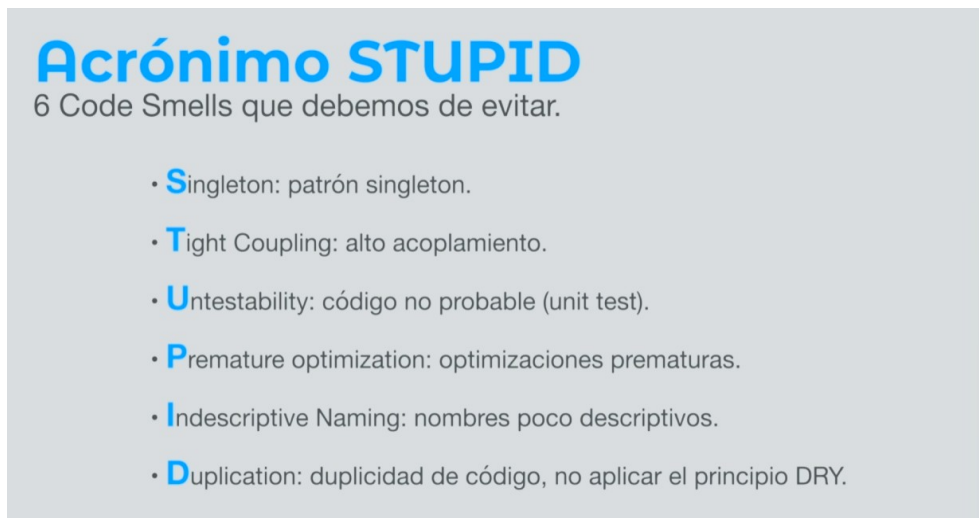 Acrónimo STUPID
6 Code Smells que debemos de evitar.
• Singleton: patrón singleton.
• Tight Coupling: alto acoplamiento.
• Untestability: código no probable (unit test).
• Premature optimization: optimizaciones prematuras.
• Indescriptive Naming: nombres poco descriptivos.
• Duplication: duplicidad de código, no aplicar el principio DRY.